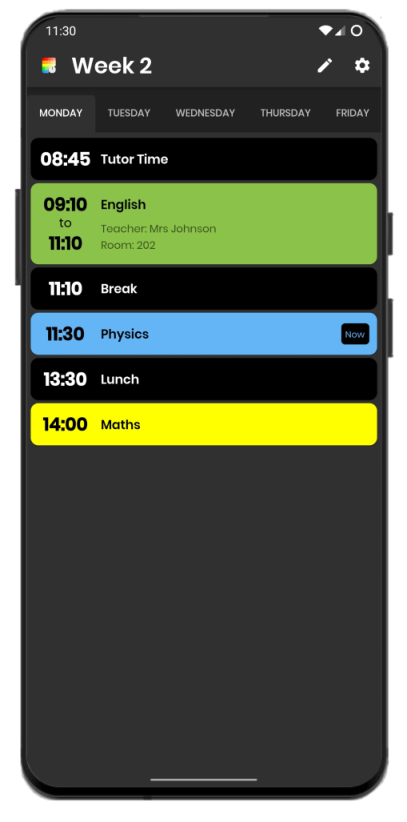 11:30
Week 2
MONDAY TUESDAY WEDNESDAY THURSDAY FRIDAY
08:45 Tutor Time
09:10 English
to
Teacher: Mrs Johnson
11:10
Room: 202
11:10 Break
11:30 Physics Now
13:30 Lunch
14:00 Maths